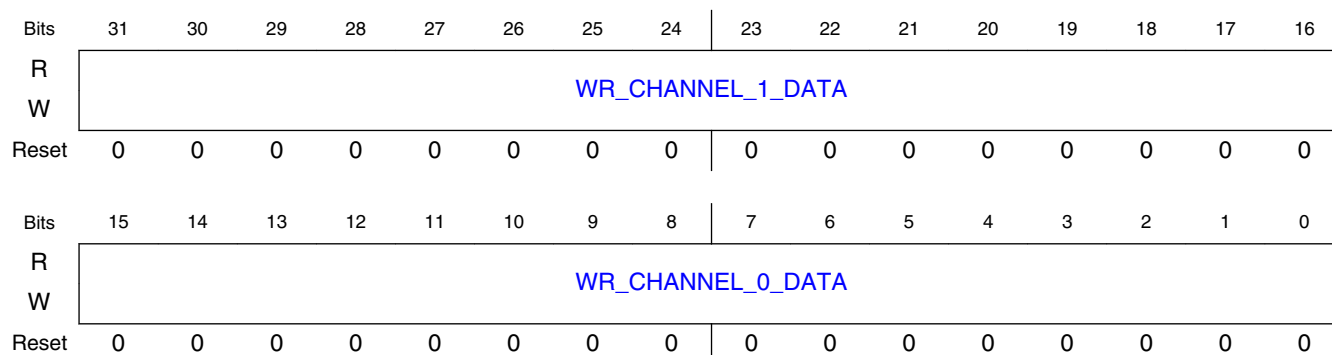 Bits 31 30 29 28 27 26 25 24 23 22 21 20 19 18 17 16
R
WR_CHANNEL_1_DATA
W
Reset 0 0 0 0 0 0 0 0 0 0 0 0 0 0 0 0
Bits 15 14 13 12 11 10 9 8 7 6 5 4 3 2 1 0
R
WR_CHANNEL_0_DATA
W
Reset 0 0 0 0 0 0 0 0 0 0 0 0 0 0 0 0